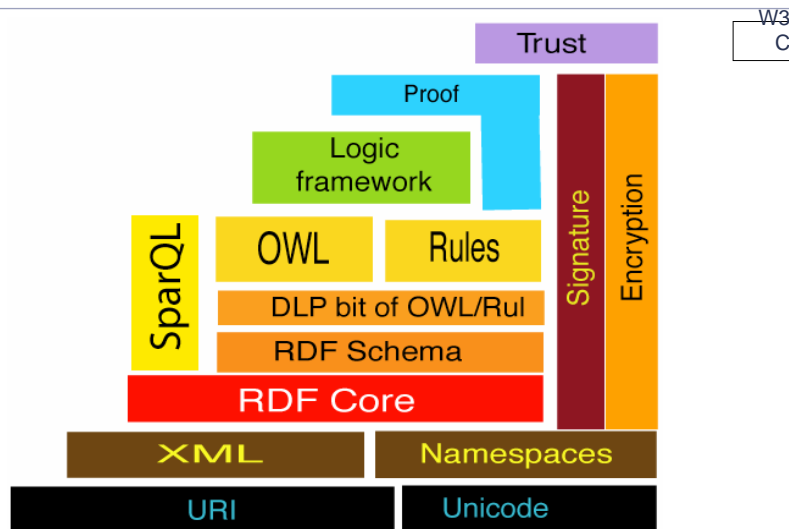 W3
C
Trust
Proof
Logic
framework
Signature
Encryption
SparQL
OWL
Rules
DLP bit of OWL/Rul
RDF Schema
RDF Core
XML
Namespaces
URI
Unicode